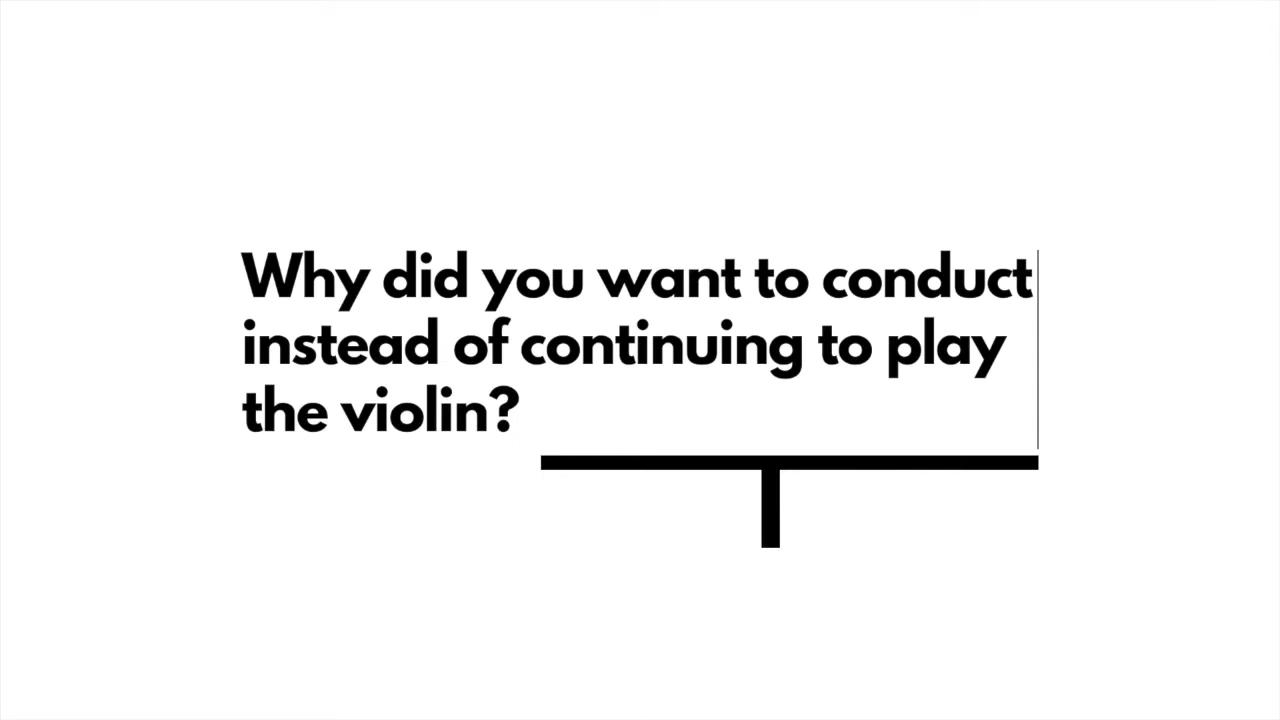 Why did you want to conduct
instead of continuing to play
the violin?